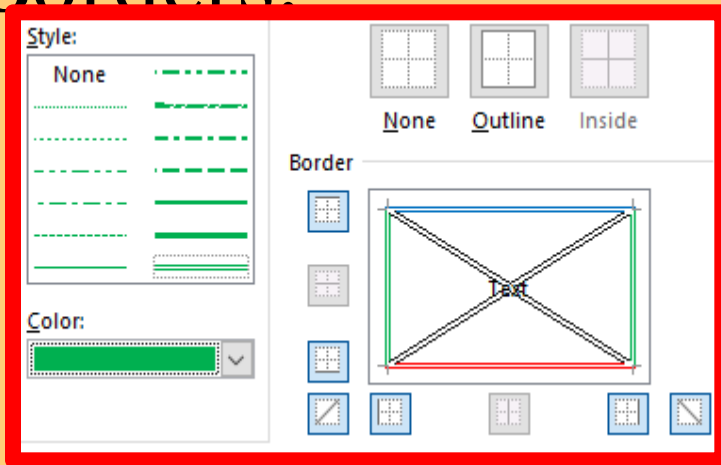 Style:
None
None Outline Inside
Border
Text
Color: